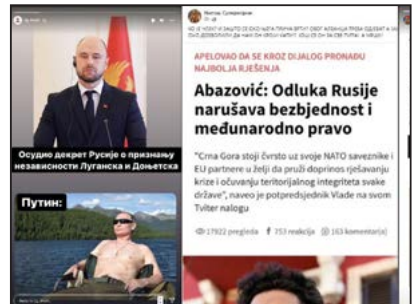 Осудио декрет Русије о признању
независности Луганска и Доњетска
Путин:
APELOVAO DA SE KROZ DIJALOG PRONAĐU
NAJBOLJA RJEŠENJA
Abazović: Odluka Rusije
narušava bezbjednost i
međunarodno pravo
"Crna Gora stoji čvrsto uz svoje NATO saveznike i
EU partnere u želji da pruži doprinos rješavanju
krize i očuvanju teritorijalnog integriteta svake
države", naveo je potpredsjednik Vlade na svom
Tviter nalogu
17922 pregleda 753 reakcija 163 komentar(a)